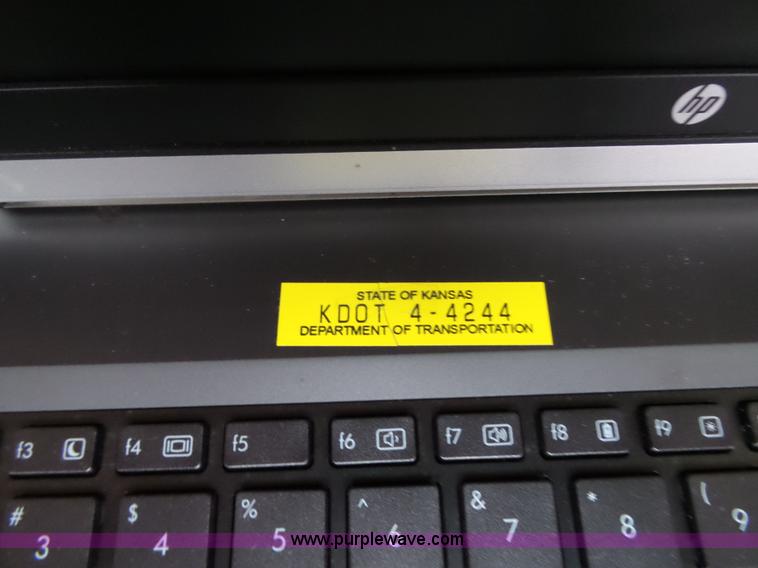 hp
STATE OF KANSAS
KDOT 4-4244
DEPARTMENT OF TRANSPORTATION
f3 f4 f5 f6 f7 f8 f9
# $ % ^ & * (
3 4 5 6 7 8 9
www.purplewave.com